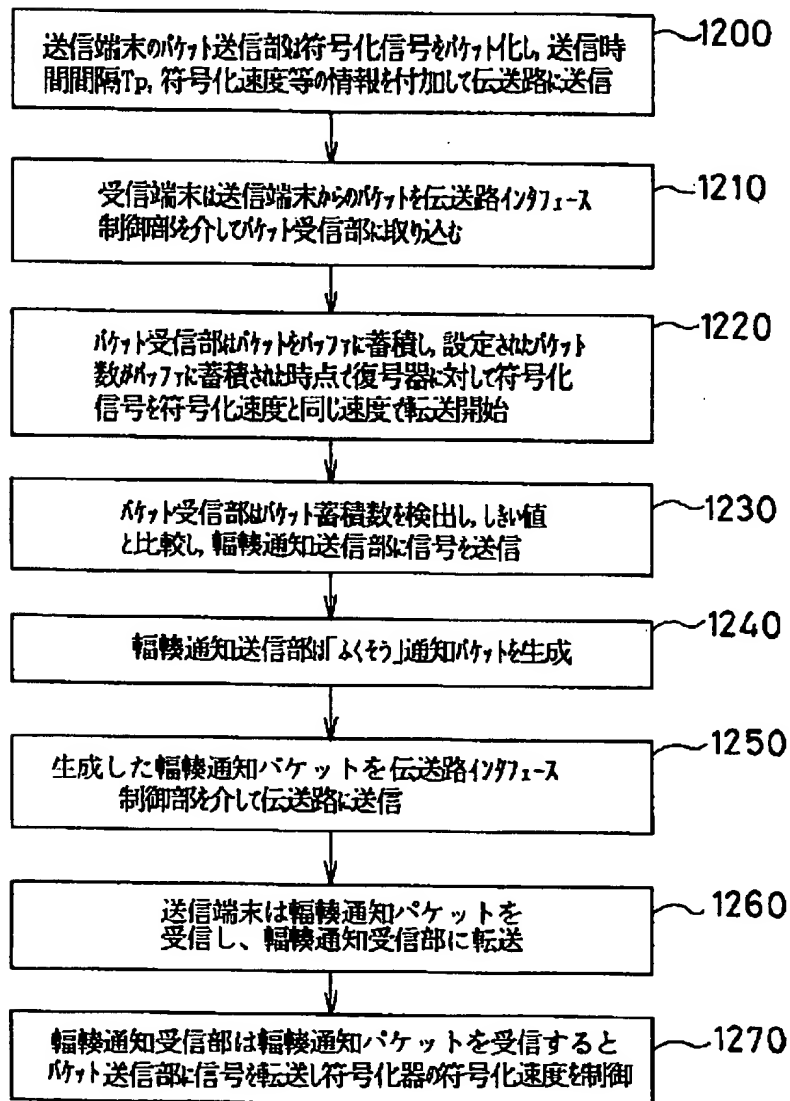 送信端末のパケット送信部は符号化信号をパケット化し,送信時
間間隔Tp,符号化速度等の情報を付加して伝送路に送信
1200
受信端末は送信端末からのパケットを伝送路インタフェース
制御部を介してパケット受信部に取り込む
1210
パケット受信部はパケットをバッファに蓄積し,設定されたパケット
数がバッファに蓄積された時点で復号器に対して符号化
信号を符号化速度と同じ速度で転送開始
1220
パケット受信部はパケット蓄積数を検出し,しきい値
と比較し,輻輳通知送信部に信号を送信
1230
輻輳通知送信部は「ふくそう」通知パケットを生成
1240
生成した輻輳通知パケットを伝送路インタフェース
制御部を介して伝送路に送信
1250
送信端末は輻輳通知パケットを
受信し、輻輳通知受信部に転送
1260
輻輳通知受信部は輻輳通知パケットを受信すると
パケット送信部に信号を転送し符号化器の符号化速度を制御
1270